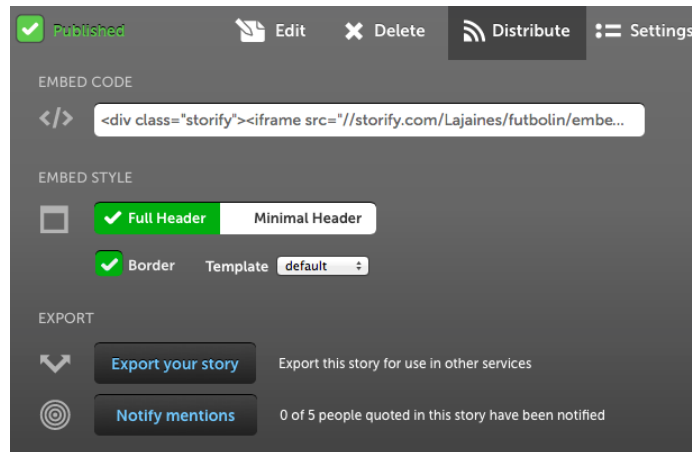 Published Edit Delete Distribute Settings
EMBED CODE
</> <div class="storify"><iframe src="//storify.com/Lajaines/futbolin/embe...
EMBED STYLE
Full Header Minimal Header
Border Template default
EXPORT
Export your story Export this story for use in other services
Notify mentions 0 of 5 people quoted in this story have been notified